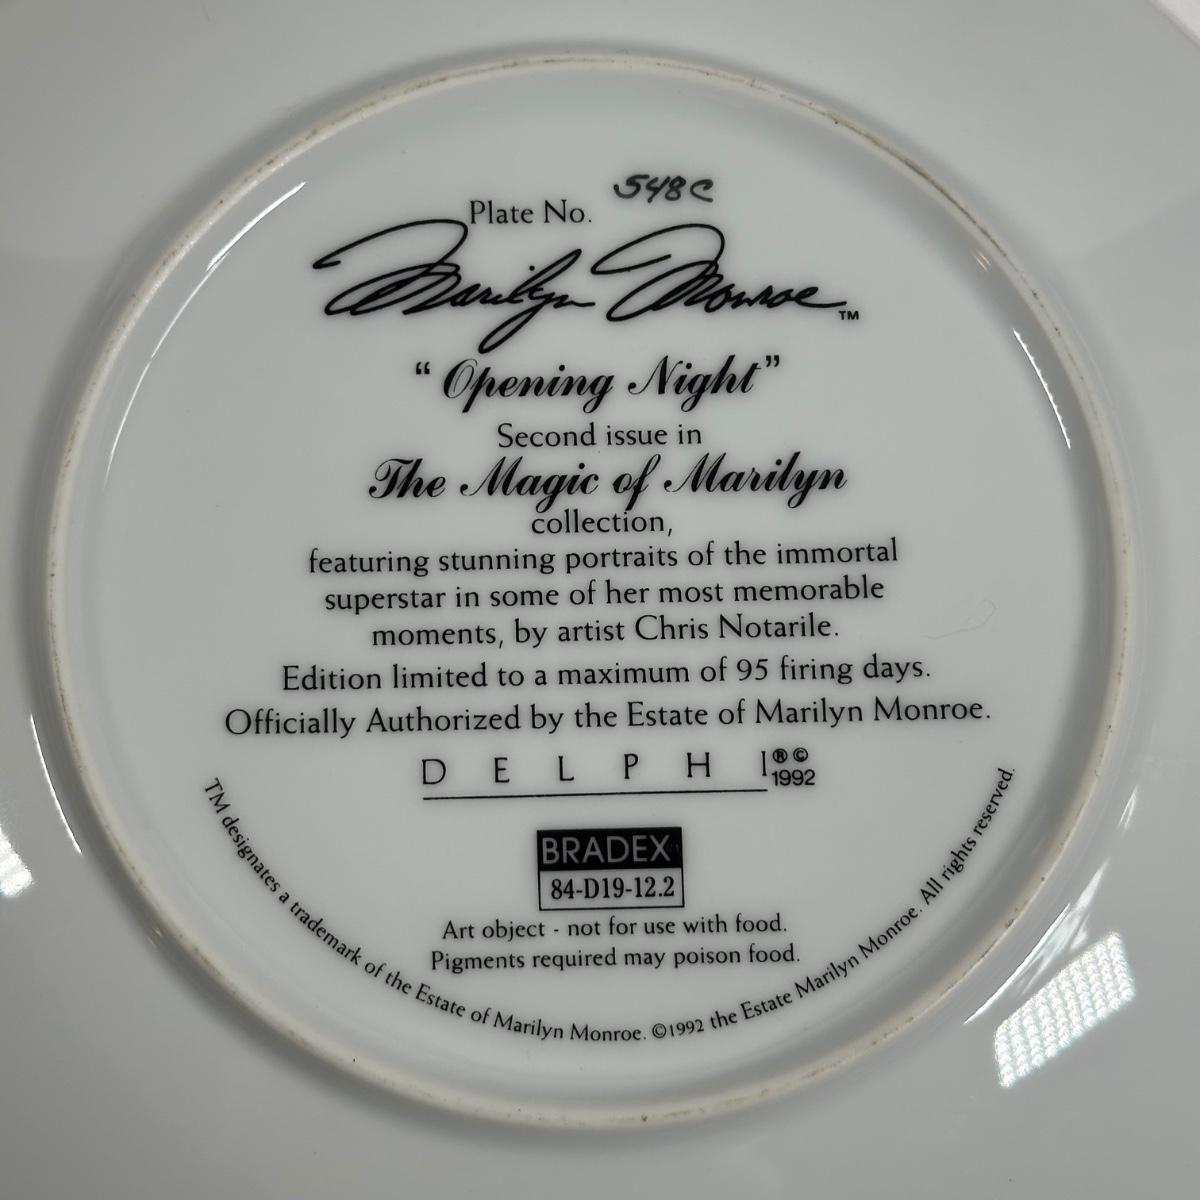 Plate No. 548C
Marilyn Monroe™
“Opening Night”
Second issue in
The Magic of Marilyn
collection,
featuring stunning portraits of the immortal
superstar in some of her most memorable
moments, by artist Chris Notarile.
Edition limited to a maximum of 95 firing days.
Officially Authorized by the Estate of Marilyn Monroe.
DELPHI®©
1992
BRADEX
84-D19-12.2
Art object - not for use with food.
Pigments required may poison food.
TM designates a trademark of the Estate of Marilyn Monroe. ©1992 the Estate Marilyn Monroe. All rights reserved.